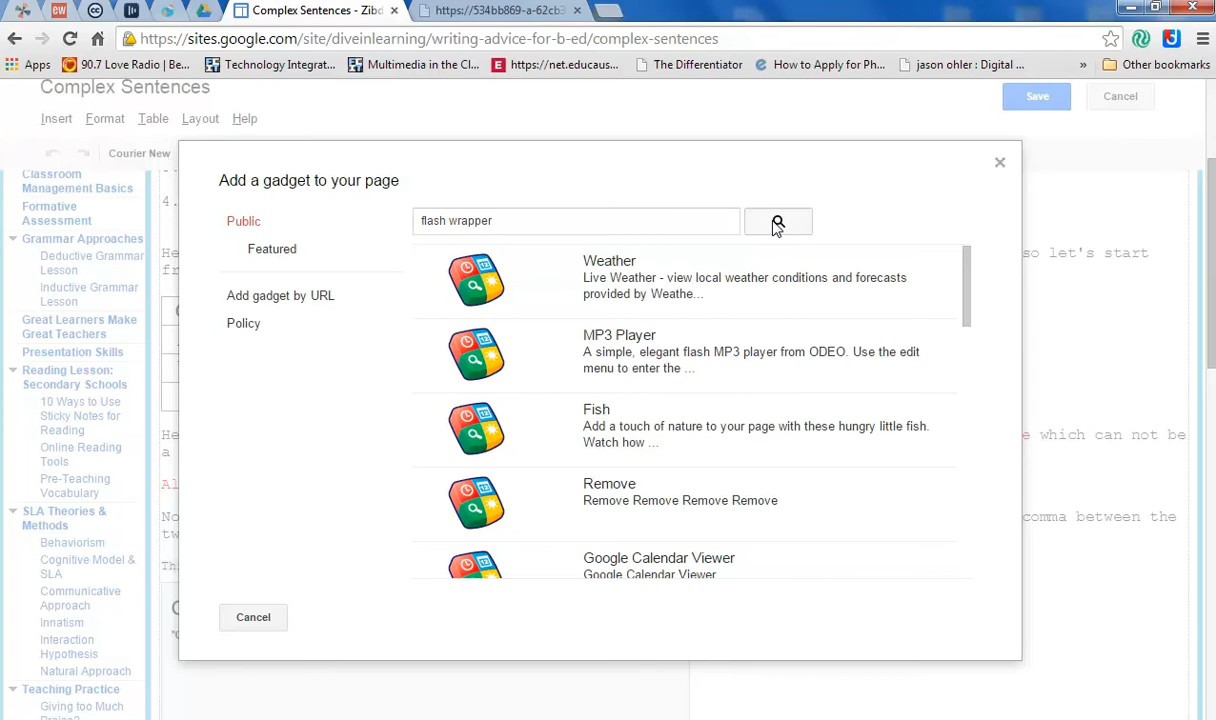 Complex Sentences - Zibd
https://534bb869-a-62cb3
https://sites.google.com/site/diveinlearning/writing-advice-for-b-ed/complex-sentences
Apps
90.7 Love Radio | Be...
Technology Integrat...
Multimedia in the Cl...
https://net.educaus...
The Differentiator
How to Apply for Ph...
jason ohler : Digital ...
»
Other bookmarks
Complex Sentences
Save
Cancel
Insert
Format
Table
Layout
Help
Courier New
Classroom
Management Basics
Formative
Assessment
Grammar Approaches
Deductive Grammar
Lesson
Inductive Grammar
Lesson
Great Learners Make
Great Teachers
Presentation Skills
Reading Lesson:
Secondary Schools
10 Ways to Use
Sticky Notes for
Reading
Online Reading
Tools
Pre-Teaching
Vocabulary
SLA Theories &
Methods
Behaviorism
Cognitive Model &
SLA
Communicative
Approach
Innatism
Interaction
Hypothesis
Natural Approach
Teaching Practice
Giving too Much
4.
so let's start
which can not be
a
comma between the
Add a gadget to your page
Public
Featured
Add gadget by URL
Policy
flash wrapper
Weather
Live Weather - view local weather conditions and forecasts
provided by Weathe...
MP3 Player
A simple, elegant flash MP3 player from ODEO. Use the edit
menu to enter the ...
Fish
Add a touch of nature to your page with these hungry little fish.
Watch how ...
Remove
Remove Remove Remove Remove
Google Calendar Viewer
Google Calendar Viewer
Cancel